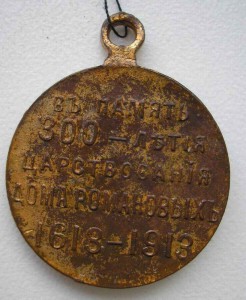 ВЪ ПАМЯТЬ
300-ЛѢТІЯ
ЦАРСТВОВАНІЯ
ДОМА РОМАНОВЫХЪ
1613-1913